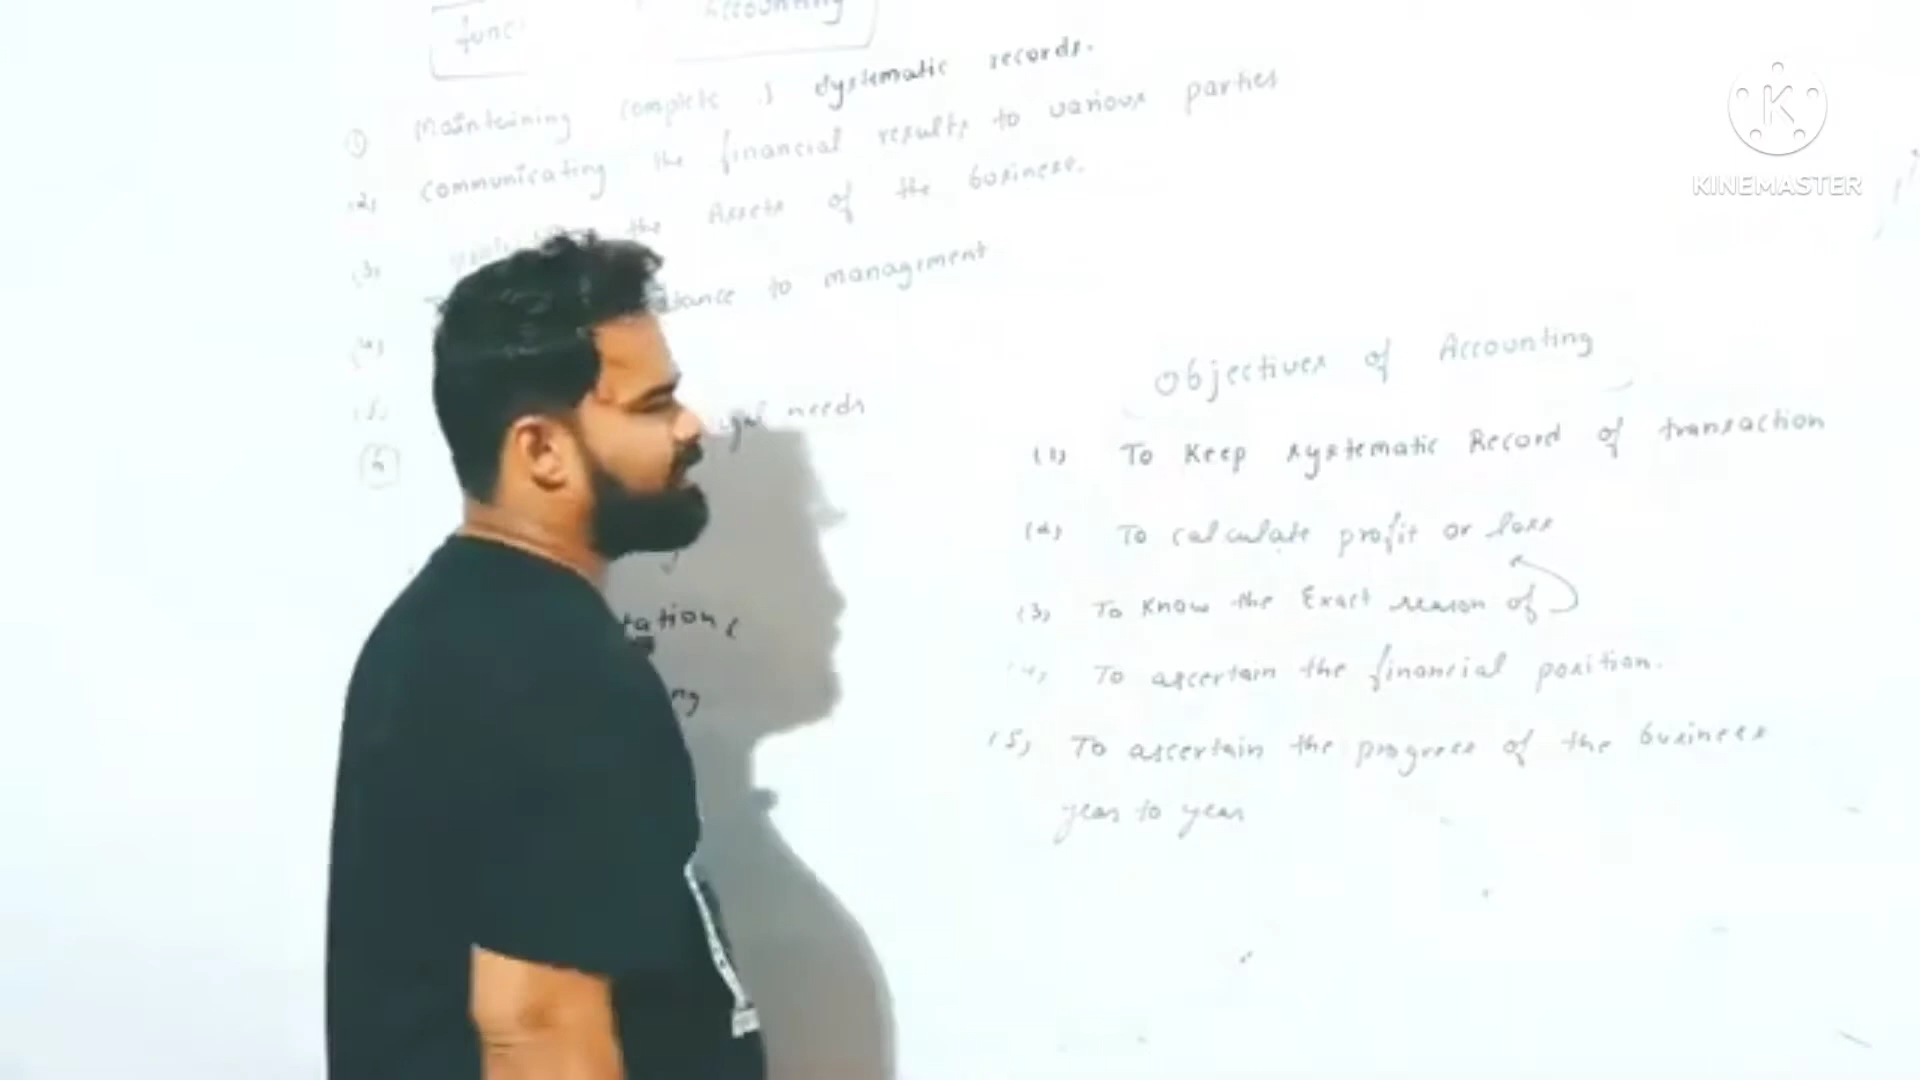 Accounting
(1) Maintaining complete & systematic records.
(2) Communicating the financial results to various parties
(3) the Assets of the business.
(4) to management
(5) needs
(6)
KINEMASTER
Objectives of Accounting
(1) To Keep systematic Record of transaction
(2) To calculate profit or loss
(3) To Know the Exact reason of
(4) To ascertain the financial position.
(5) To ascertain the progress of the business
year to year